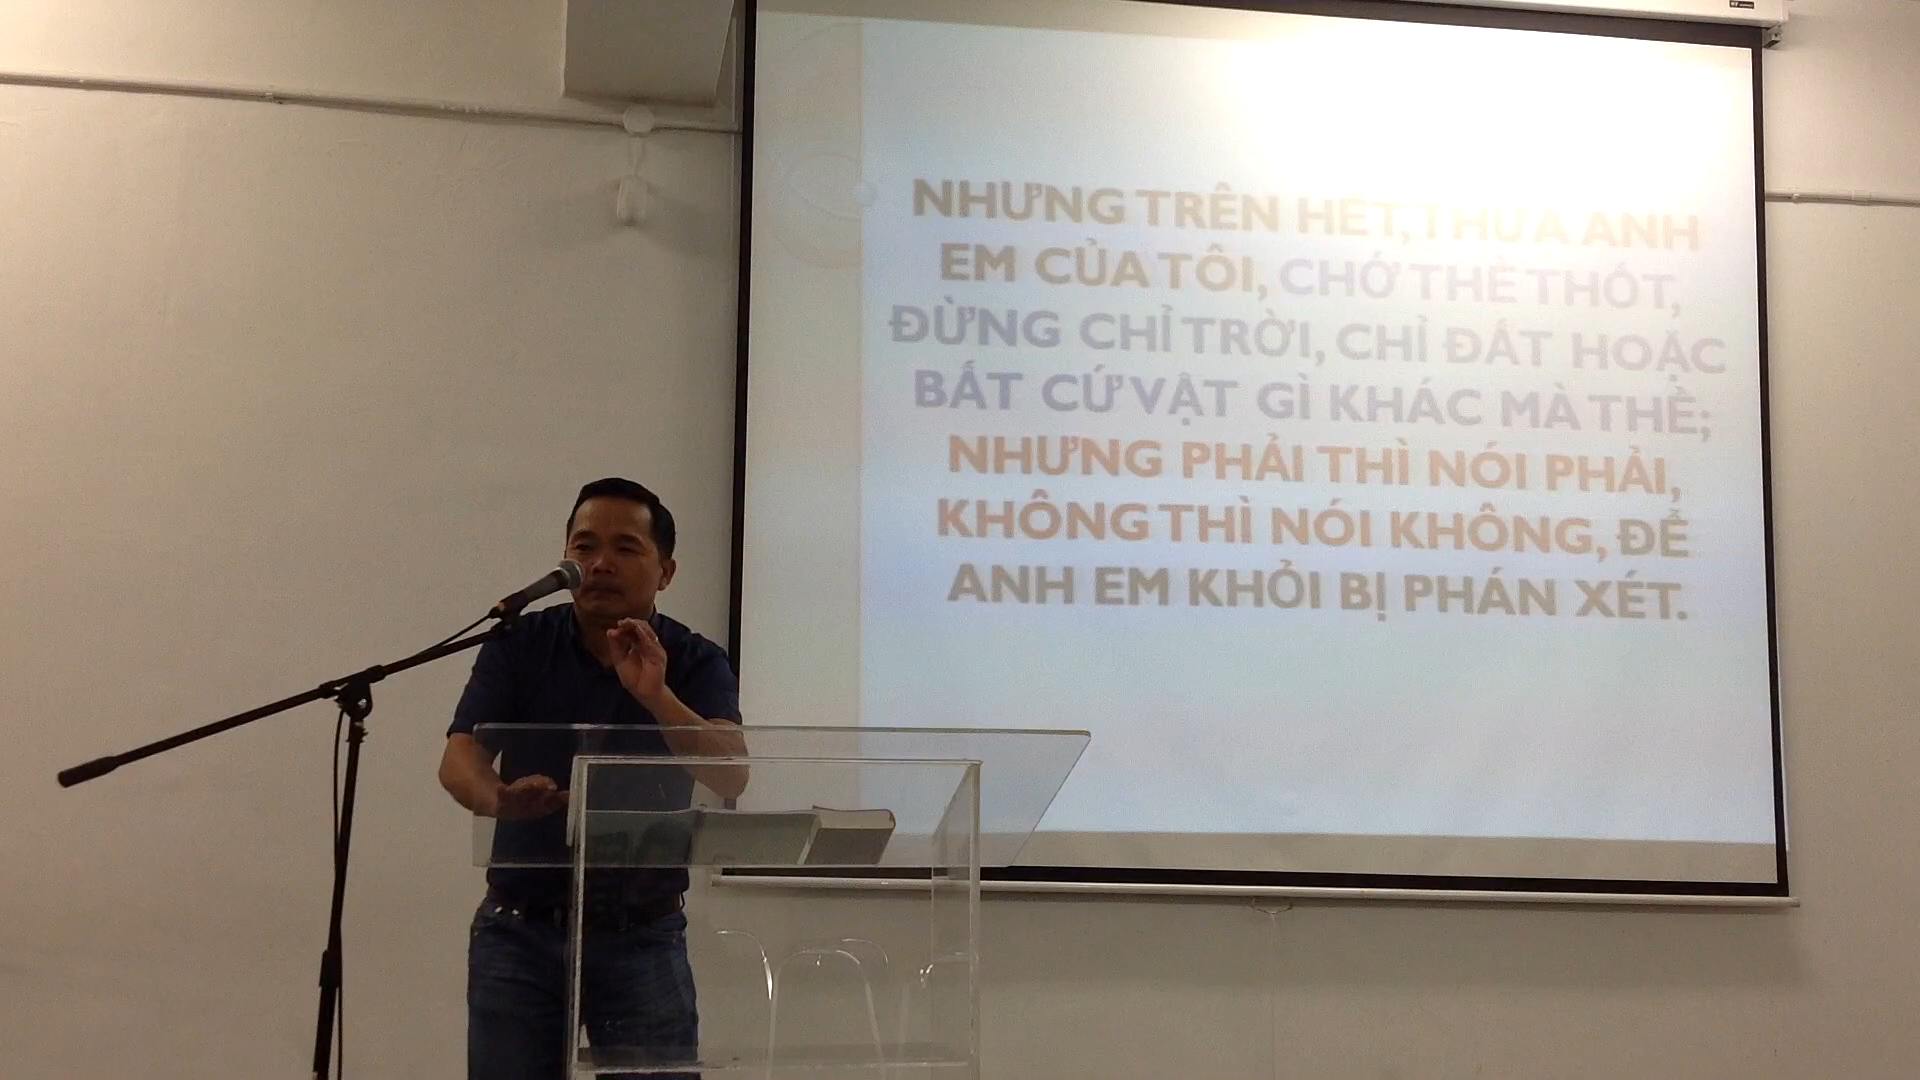 NHƯNG TRÊN HẾT, THƯA ANH
EM CỦA TÔI, CHỚ THỀ THỐT,
ĐỪNG CHỈ TRỜI, CHỈ ĐẤT HOẶC
BẤT CỨ VẬT GÌ KHÁC MÀ THỀ;
NHƯNG PHẢI THÌ NÓI PHẢI,
KHÔNG THÌ NÓI KHÔNG, ĐỂ
ANH EM KHỎI BỊ PHÁN XÉT.